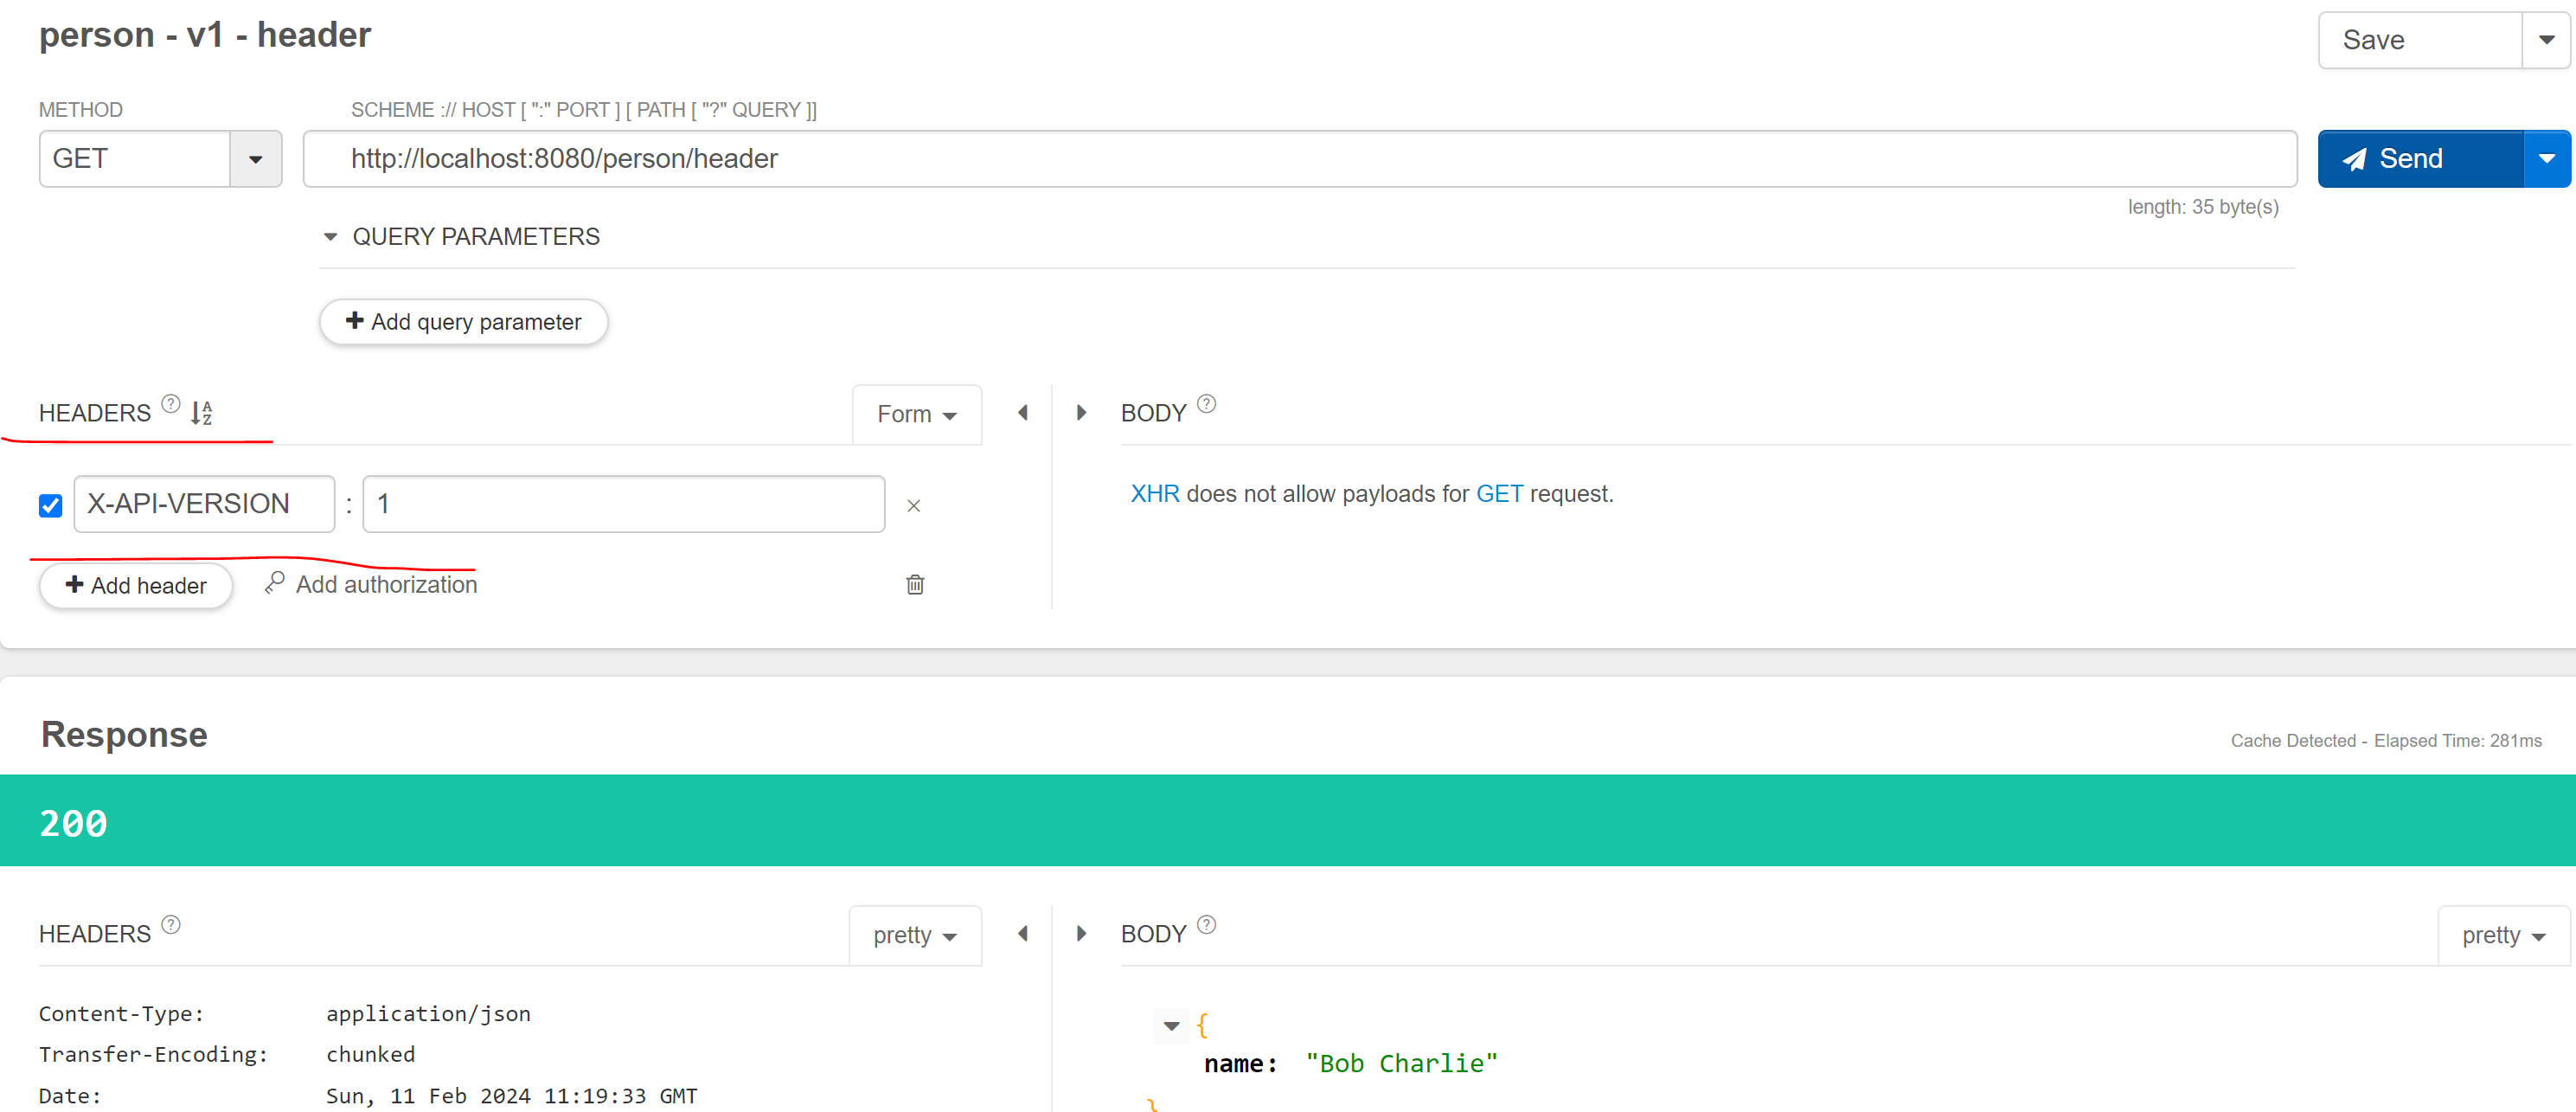 person - v1 - header
Save
METHOD
SCHEME :// HOST [ ":" PORT ] [ PATH [ "?" QUERY ]]
GET
http://localhost:8080/person/header
Send
length: 35 byte(s)
QUERY PARAMETERS
Add query parameter
HEADERS ? A Z
Form
BODY ?
X-API-VERSION : 1 ×
XHR does not allow payloads for GET request.
Add header
Add authorization
Response
Cache Detected - Elapsed Time: 281ms
200
HEADERS ?
pretty
BODY ?
pretty
Content-Type: application/json
Transfer-Encoding: chunked
Date: Sun, 11 Feb 2024 11:19:33 GMT
{
name: "Bob Charlie"
}